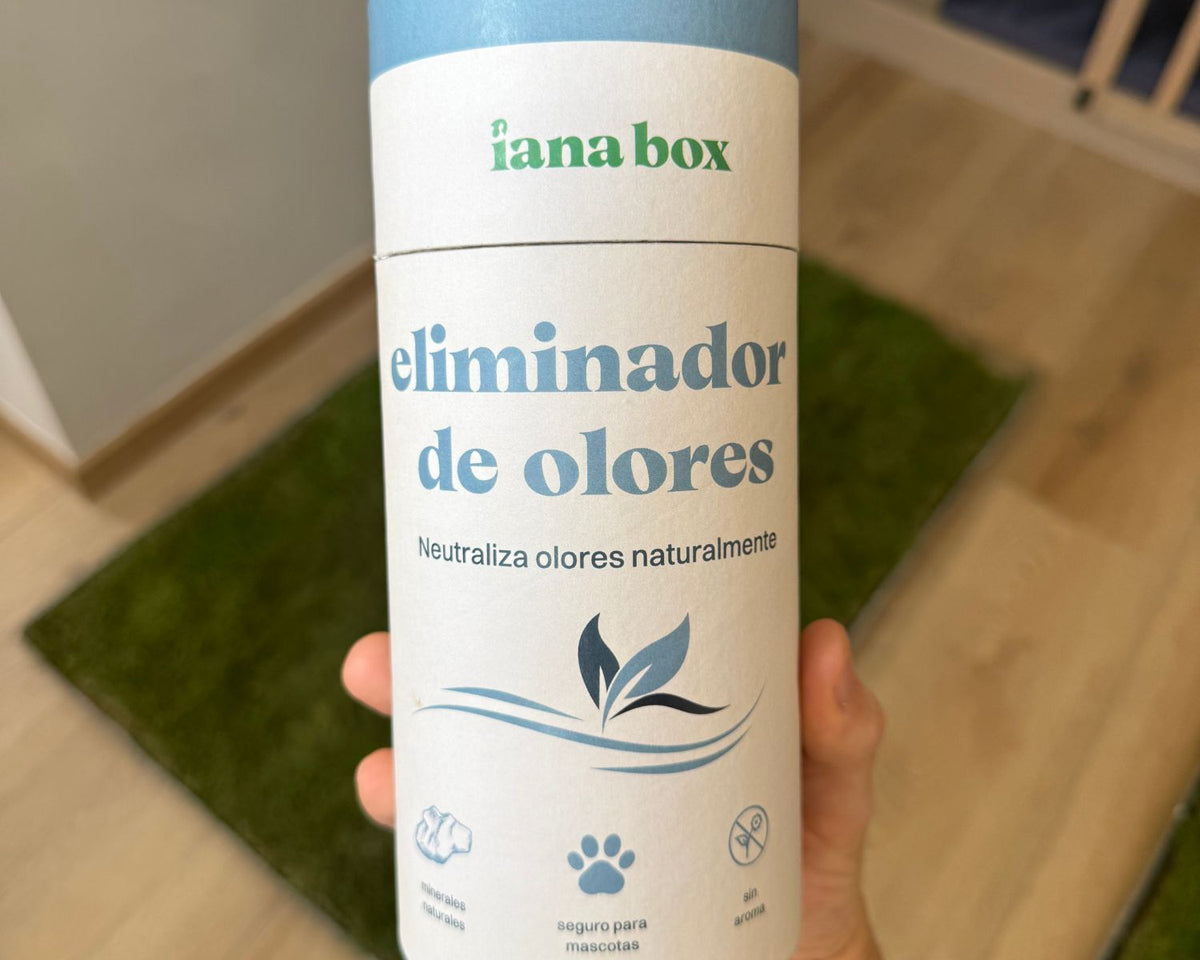 iana box
eliminador
de olores
Neutraliza olores naturalmente
minerales
naturales
seguro para
mascotas
sin
aroma